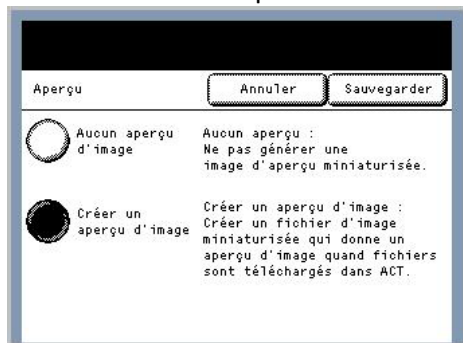 Aperçu
Annuler
Sauvegarder
Aucun aperçu
d'image
Aucun aperçu :
Ne pas générer une
image d'aperçu miniaturisée.
Créer un
aperçu d'image
Créer un aperçu d'image :
Créer un fichier d'image
miniaturisée qui donne un
aperçu d'image quand fichiers
sont téléchargés dans ACT.